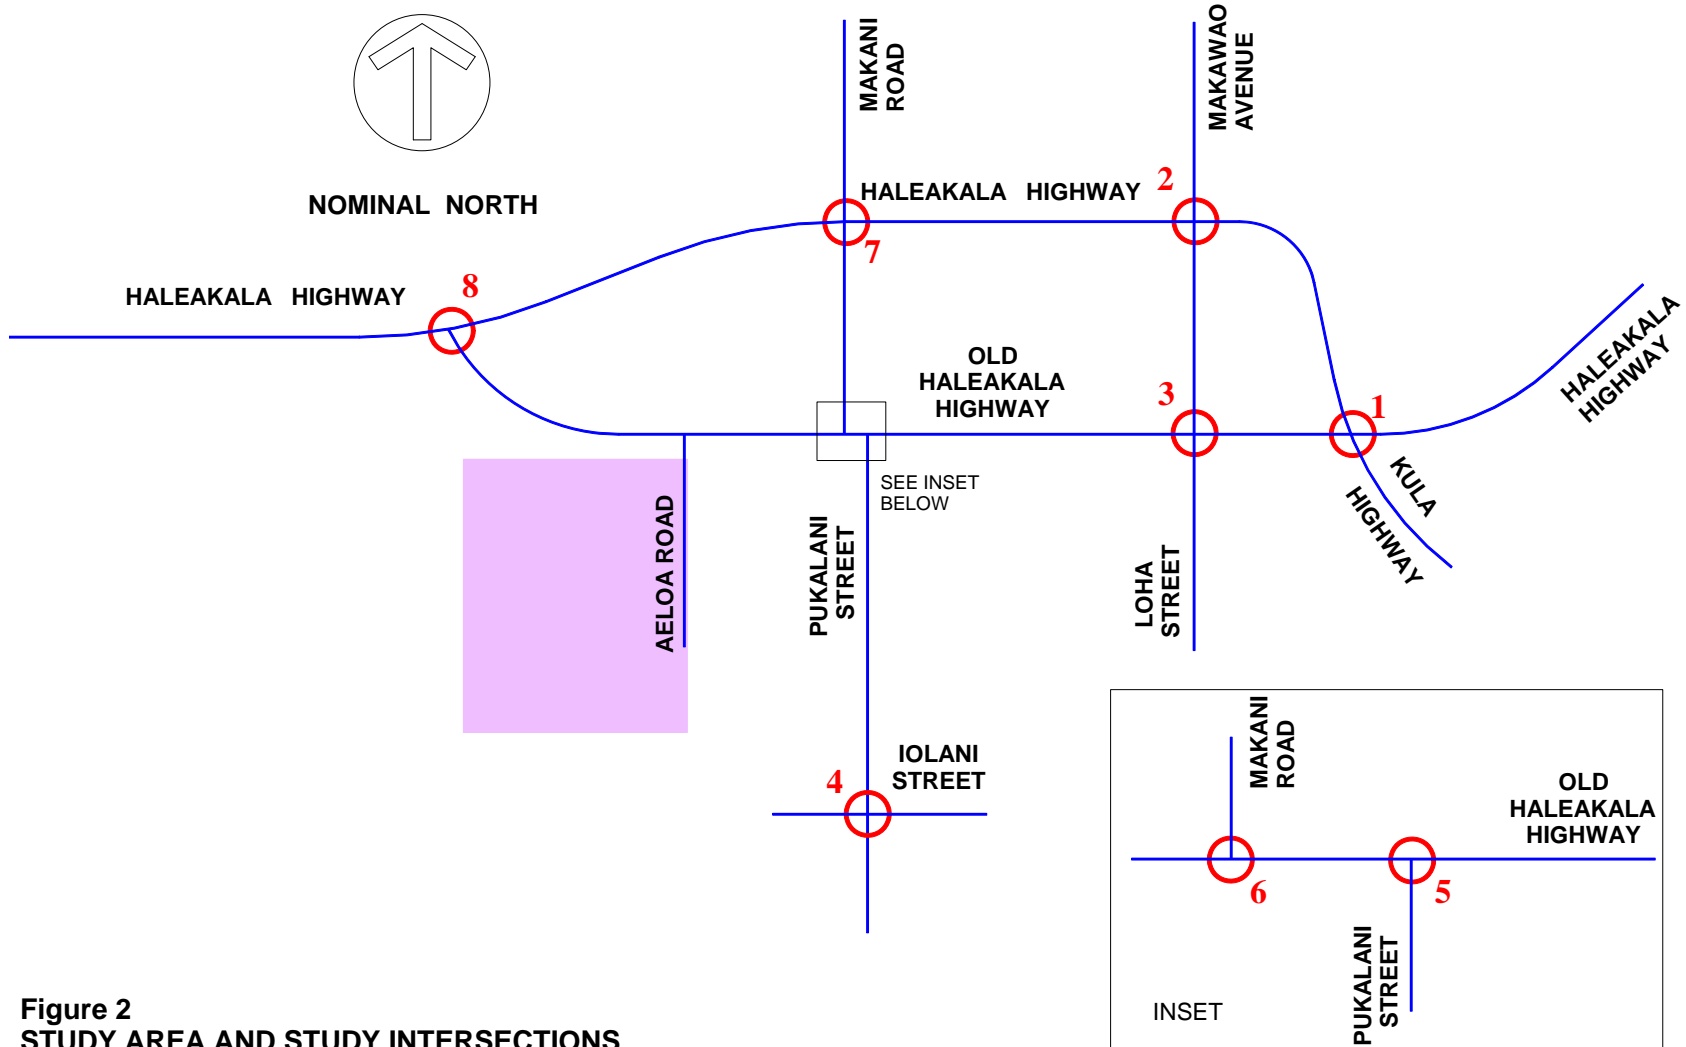 MAKANI
ROAD
MAKAWAO
AVENUE
NOMINAL NORTH
HALEAKALA HIGHWAY
2
7
HALEAKALA HIGHWAY
8
HALEAKALA
HIGHWAY
OLD
HALEAKALA
HIGHWAY
3
1
KULA
HIGHWAY
SEE INSET
BELOW
AELOA ROAD
PUKALANI
STREET
LOHA
STREET
IOLANI
STREET
4
MAKANI
ROAD
OLD
HALEAKALA
HIGHWAY
6
5
PUKALANI
STREET
INSET
Figure 2
STUDY AREA AND STUDY INTERSECTIONS